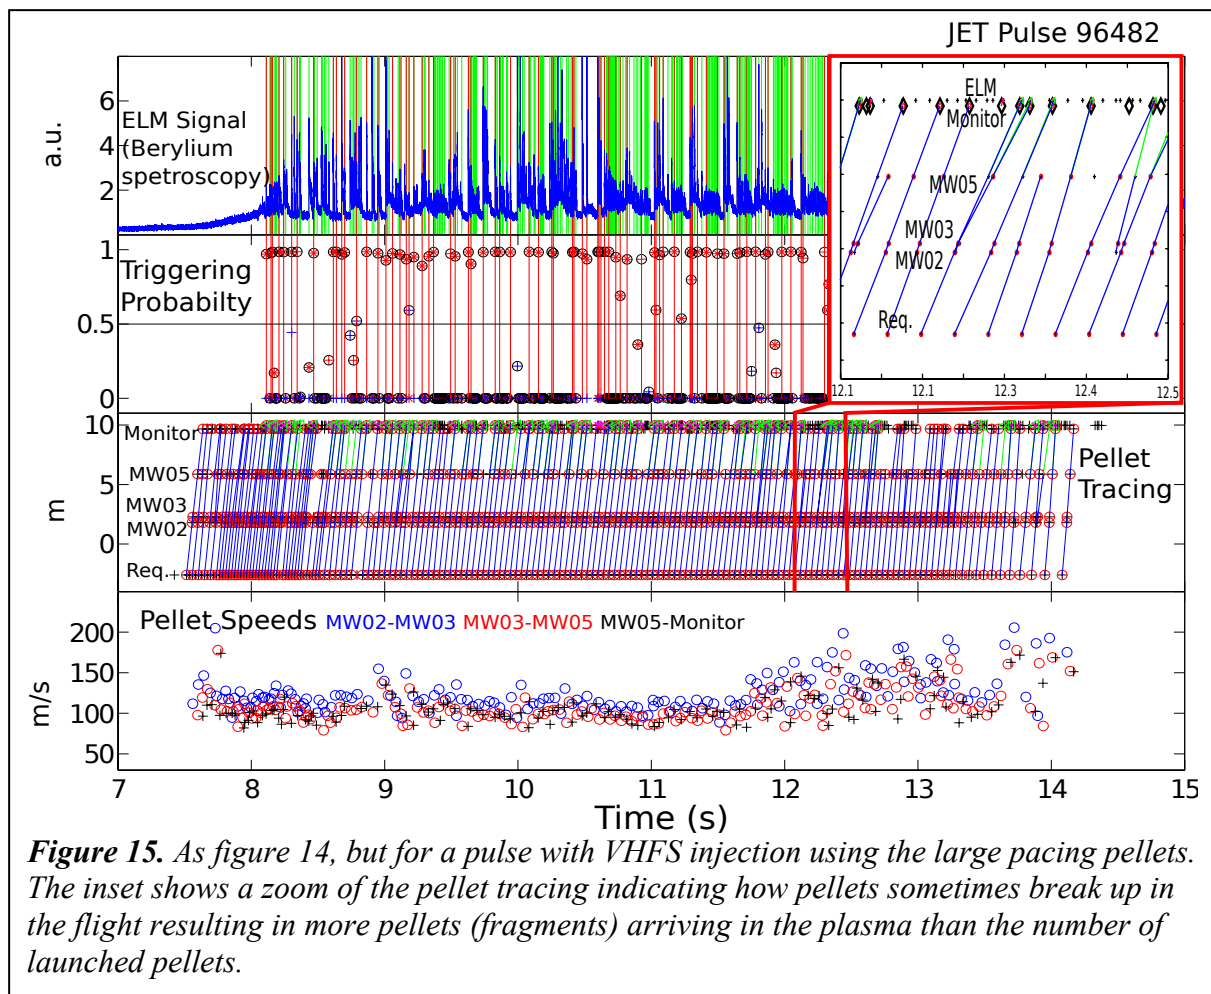 JET Pulse 96482
a.u.
6
4
2
ELM Signal
(Berylium
spetroscopy)
ELM
Monitor
MW05
MW03
MW02
Req.
12.1
12.1
12.3
12.4
12.5
1
0.5
0
Triggering
Probabilty
m
10
5
0
Monitor
MW05
MW03
MW02
Req.
Pellet
Tracing
m/s
200
150
100
50
Pellet Speeds MW02-MW03 MW03-MW05 MW05-Monitor
7 8 9 10 11 12 13 14 15
Time (s)
Figure 15. As figure 14, but for a pulse with VHFS injection using the large pacing pellets.
The inset shows a zoom of the pellet tracing indicating how pellets sometimes break up in
the flight resulting in more pellets (fragments) arriving in the plasma than the number of
launched pellets.